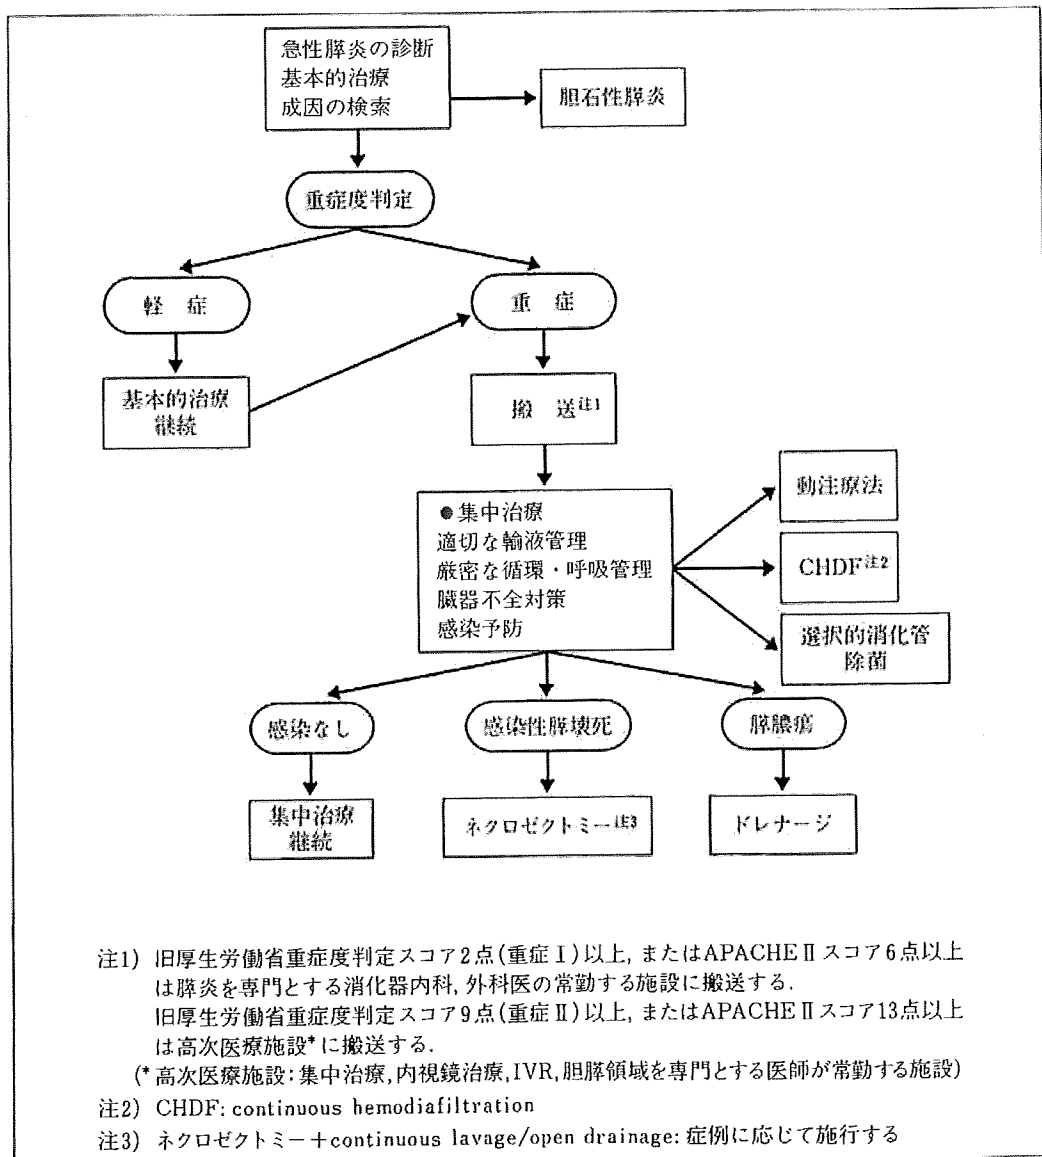 急性膵炎の診断
基本的治療
成因の検索
胆石性膵炎
重症度判定
軽 症
重 症
基本的治療
継続
搬 送注1
●集中治療
適切な輸液管理
厳密な循環・呼吸管理
臓器不全対策
感染予防
動注療法
CHDF注2
選択的消化管
除菌
感染なし
感染性膵壊死
膵膿瘍
集中治療
継続
ネクロゼクトミー注3
ドレナージ
注1) 旧厚生労働省重症度判定スコア2点(重症Ⅰ)以上, またはAPACHEⅡスコア6点以上
は膵炎を専門とする消化器内科, 外科医の常勤する施設に搬送する.
旧厚生労働省重症度判定スコア9点(重症Ⅱ)以上, またはAPACHEⅡスコア13点以上
は高次医療施設*に搬送する.
(*高次医療施設:集中治療,内視鏡治療,IVR,胆膵領域を専門とする医師が常勤する施設)
注2) CHDF: continuous hemodiafiltration
注3) ネクロゼクトミー+continuous lavage/open drainage: 症例に応じて施行する